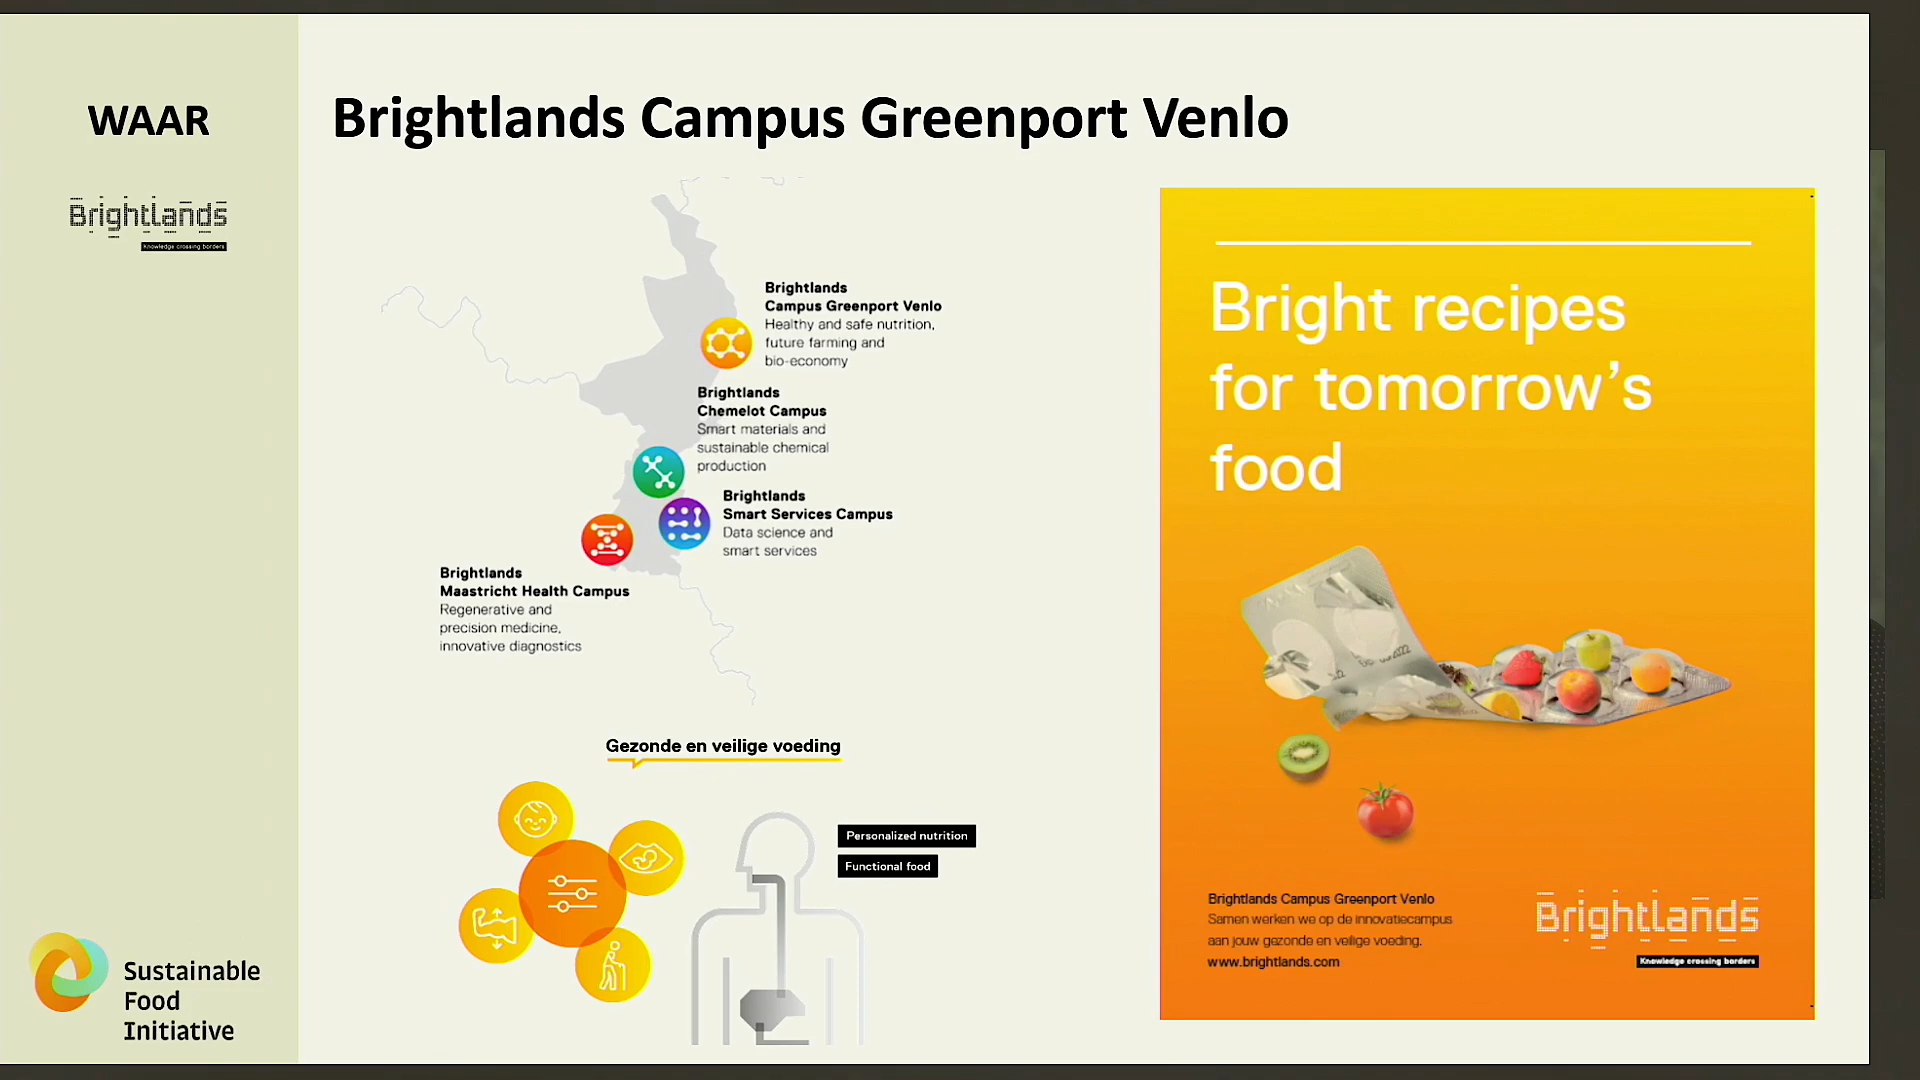 WAAR
Brightlands
Knowledge crossing borders
Brightlands Campus Greenport Venlo
Brightlands
Campus Greenport Venlo
Healthy and safe nutrition,
future farming and
bio-economy
Brightlands
Chemelot Campus
Smart materials and
sustainable chemical
production
Brightlands
Smart Services Campus
Data science and
smart services
Brightlands
Maastricht Health Campus
Regenerative and
precision medicine,
innovative diagnostics
Gezonde en veilige voeding
Personalized nutrition
Functional food
Bright recipes
for tomorrow’s
food
Brightlands Campus Greenport Venlo
Samen werken we op de innovatiecampus
aan jouw gezonde en veilige voeding.
www.brightlands.com
Brightlands
Knowledge crossing borders
Sustainable
Food
Initiative